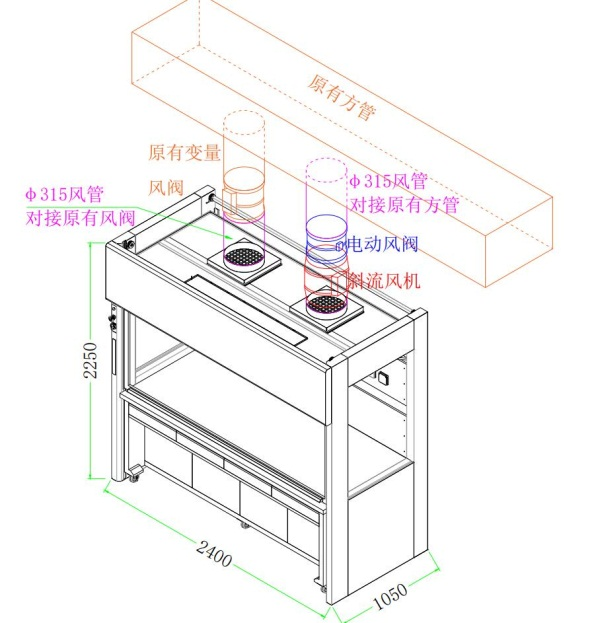 原有方管
原有变量
风阀
φ315风管
对接原有方管
φ315风管
对接原有风阀
电动风阀
斜流风机
2250
2400
1050